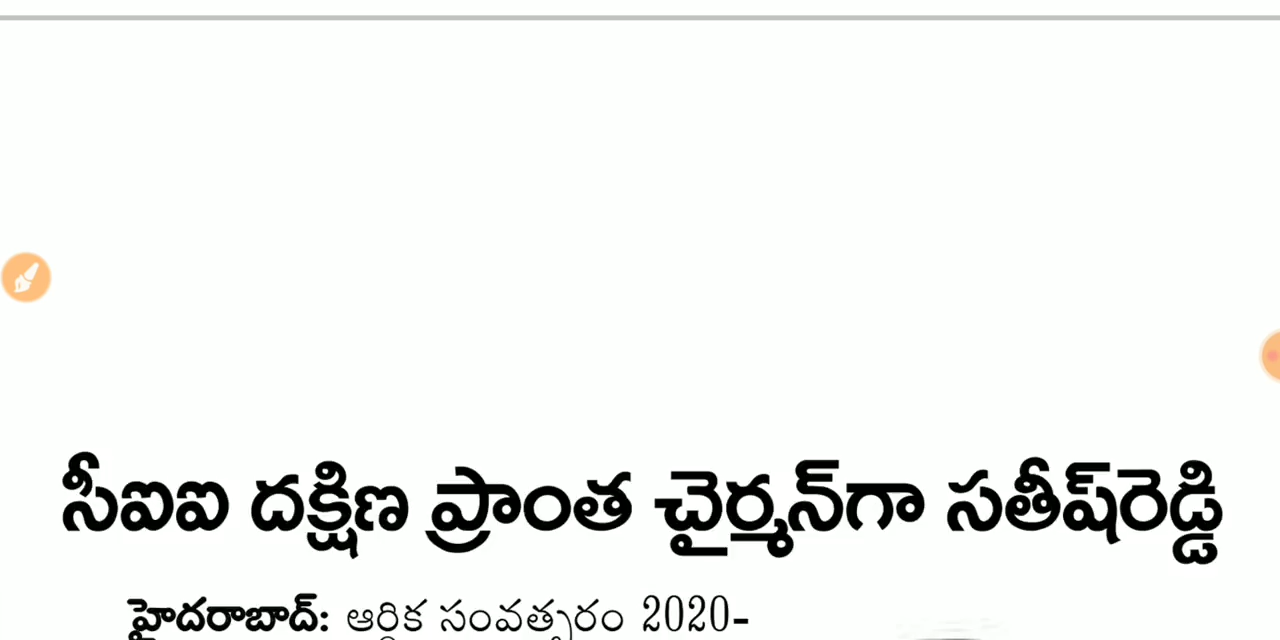 సీఐఐ దక్షిణ ప్రాంత ఛైర్మన్‌గా సతీష్‌రెడ్డి
హైదరాబాద్: ఆర్థిక సంవత్సరం 2020-